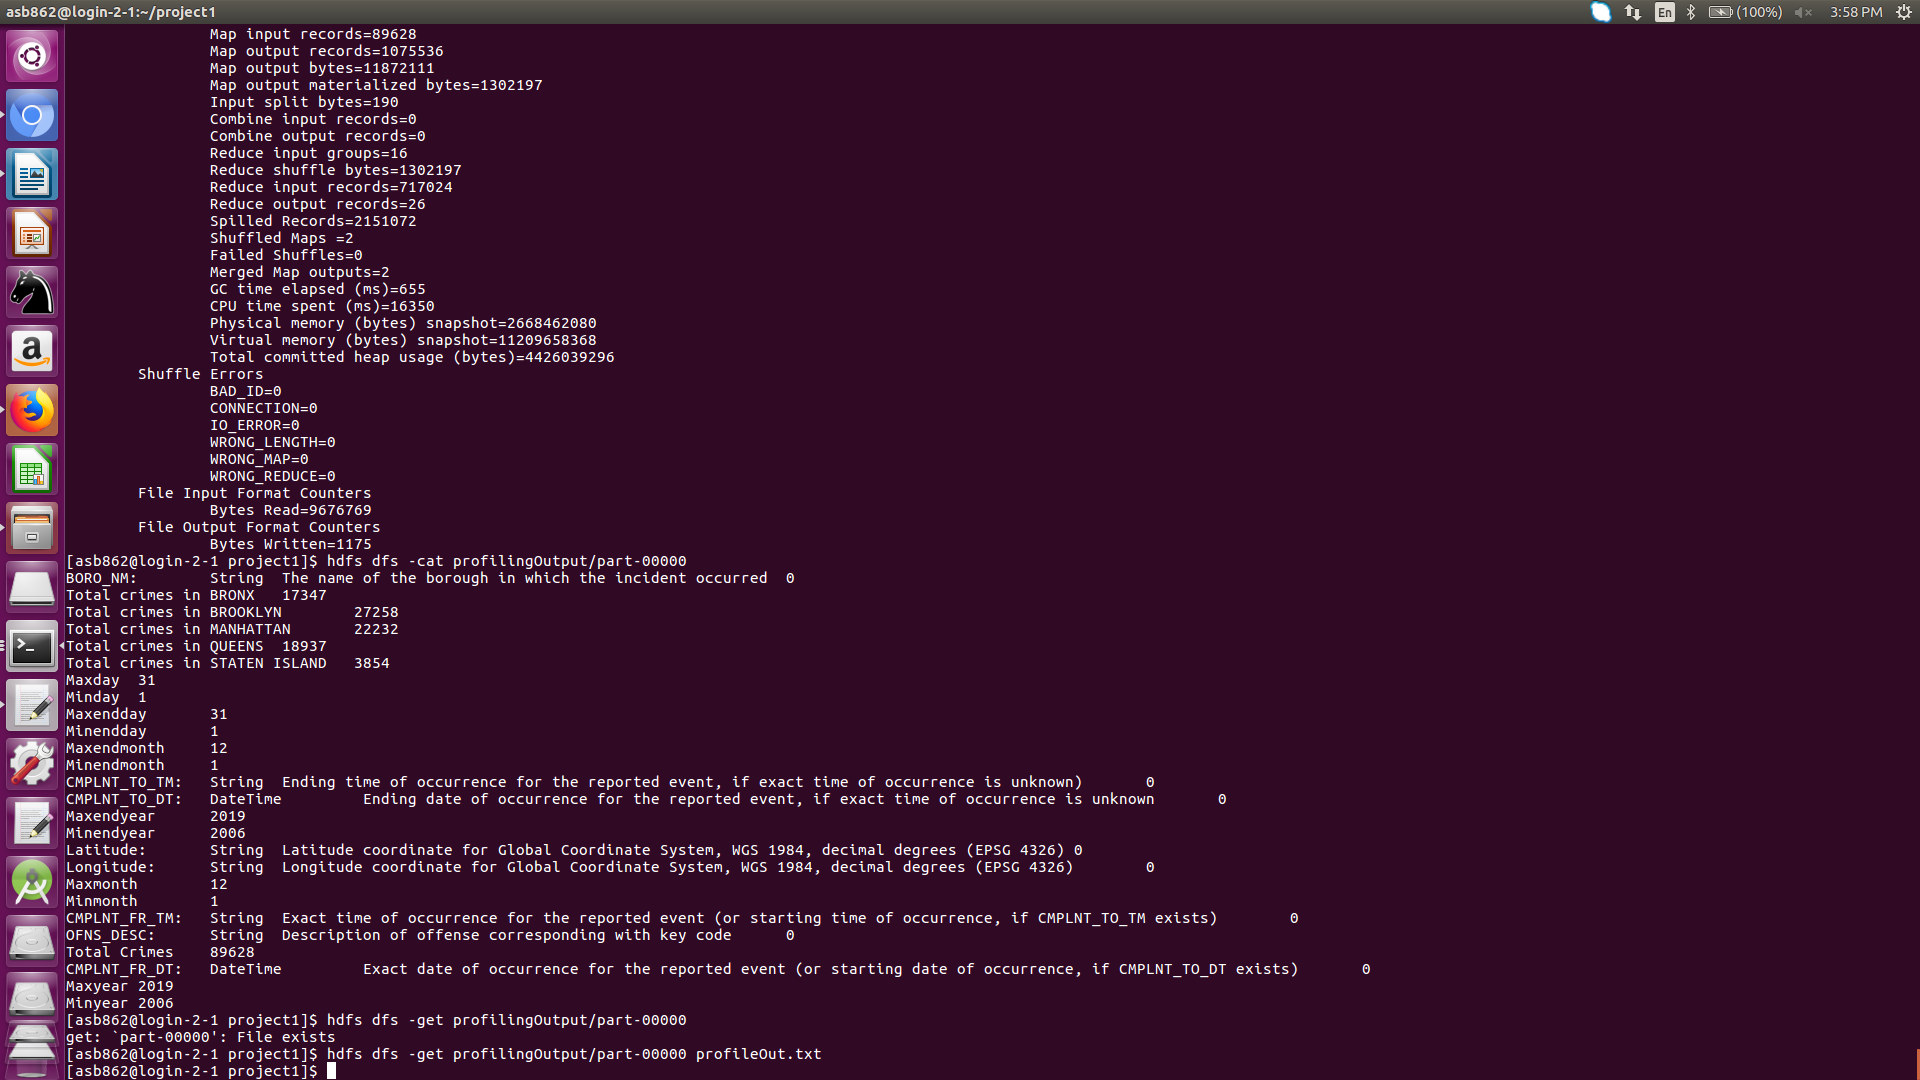 asb862@login-2-1:~/project1
En (100%) 3:58 PM
Map input records=89628
Map output records=1075536
Map output bytes=11872111
Map output materialized bytes=1302197
Input split bytes=190
Combine input records=0
Combine output records=0
Reduce input groups=16
Reduce shuffle bytes=1302197
Reduce input records=717024
Reduce output records=26
Spilled Records=2151072
Shuffled Maps =2
Failed Shuffles=0
Merged Map outputs=2
GC time elapsed (ms)=655
CPU time spent (ms)=16350
Physical memory (bytes) snapshot=2668462080
Virtual memory (bytes) snapshot=11209658368
Total committed heap usage (bytes)=4426039296
Shuffle Errors
BAD_ID=0
CONNECTION=0
IO_ERROR=0
WRONG_LENGTH=0
WRONG_MAP=0
WRONG_REDUCE=0
File Input Format Counters
Bytes Read=9676769
File Output Format Counters
Bytes Written=1175
[asb862@login-2-1 project1]$ hdfs dfs -cat profilingOutput/part-00000
BORO_NM: String The name of the borough in which the incident occurred 0
Total crimes in BRONX 17347
Total crimes in BROOKLYN 27258
Total crimes in MANHATTAN 22232
Total crimes in QUEENS 18937
Total crimes in STATEN ISLAND 3854
Maxday 31
Minday 1
Maxendday 31
Minendday 1
Maxendmonth 12
Minendmonth 1
CMPLNT_TO_TM: String Ending time of occurrence for the reported event, if exact time of occurrence is unknown) 0
CMPLNT_TO_DT: DateTime Ending date of occurrence for the reported event, if exact time of occurrence is unknown 0
Maxendyear 2019
Minendyear 2006
Latitude: String Latitude coordinate for Global Coordinate System, WGS 1984, decimal degrees (EPSG 4326) 0
Longitude: String Longitude coordinate for Global Coordinate System, WGS 1984, decimal degrees (EPSG 4326) 0
Maxmonth 12
Minmonth 1
CMPLNT_FR_TM: String Exact time of occurrence for the reported event (or starting time of occurrence, if CMPLNT_TO_TM exists) 0
OFNS_DESC: String Description of offense corresponding with key code 0
Total Crimes 89628
CMPLNT_FR_DT: DateTime Exact date of occurrence for the reported event (or starting date of occurrence, if CMPLNT_TO_DT exists) 0
Maxyear 2019
Minyear 2006
[asb862@login-2-1 project1]$ hdfs dfs -get profilingOutput/part-00000
get: `part-00000': File exists
[asb862@login-2-1 project1]$ hdfs dfs -get profilingOutput/part-00000 profileOut.txt
[asb862@login-2-1 project1]$